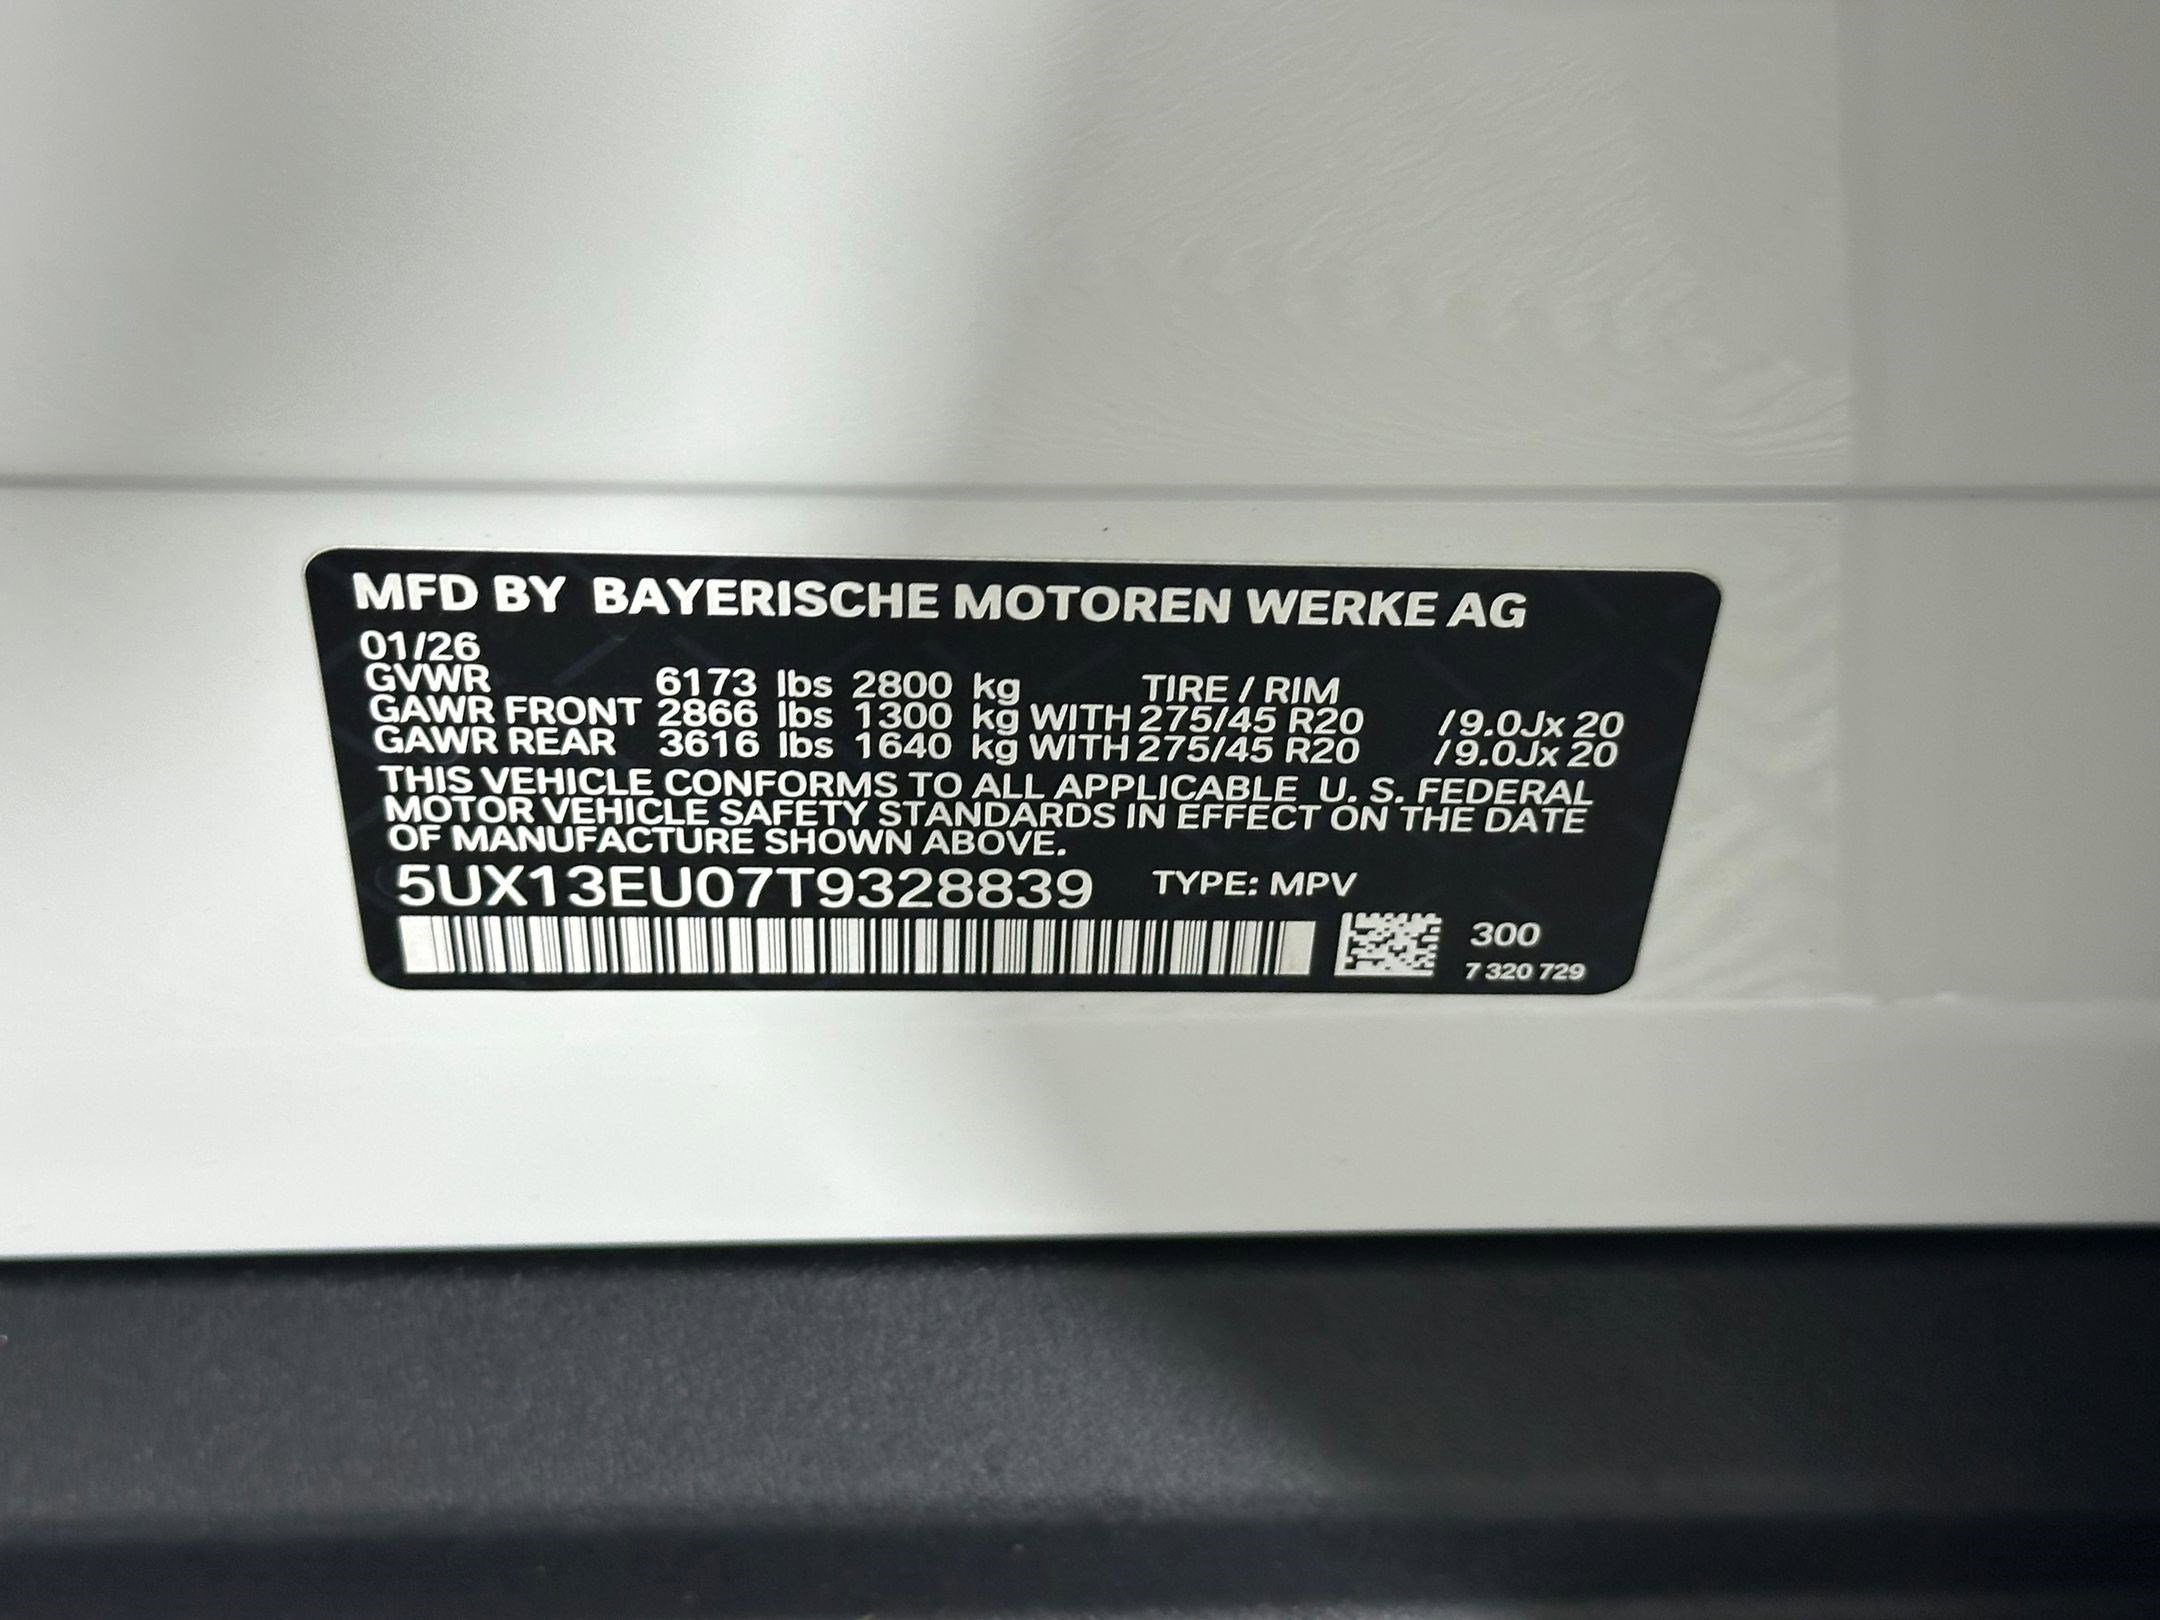 MFD BY BAYERISCHE MOTOREN WERKE AG
01/26
GVWR 6173 lbs 2800 kg TIRE / RIM
GAWR FRONT 2866 lbs 1300 kg WITH 275/45 R20 /9.0Jx 20
GAWR REAR 3616 lbs 1640 kg WITH 275/45 R20 /9.0Jx 20
THIS VEHICLE CONFORMS TO ALL APPLICABLE U. S. FEDERAL
MOTOR VEHICLE SAFETY STANDARDS IN EFFECT ON THE DATE
OF MANUFACTURE SHOWN ABOVE.
5UX13EU07T9328839 TYPE: MPV
300
7 320 729